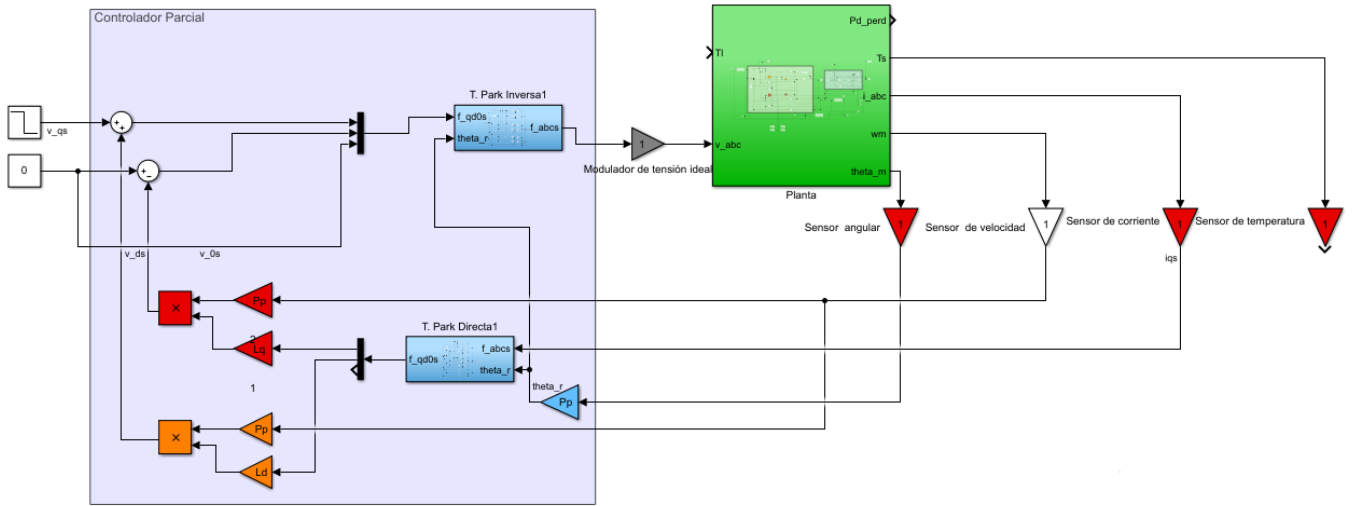 Controlador Parcial
Pd_perd
Tl
Ts
T. Park Inversa1
i_abc
f_qd0s
f_abcs
theta_r
v_qs
wm
1
v_abc
0
Modulador de tensión ideal
theta_m
Planta
Sensor angular
1
Sensor de velocidad
1
Sensor de corriente
1
Sensor de temperatura
1
v_ds
v_0s
iqs
Pp
×
T. Park Directa1
2
Lq
f_abcs
f_qd0s
theta_r
1
theta_r
Pp
Pp
×
Ld